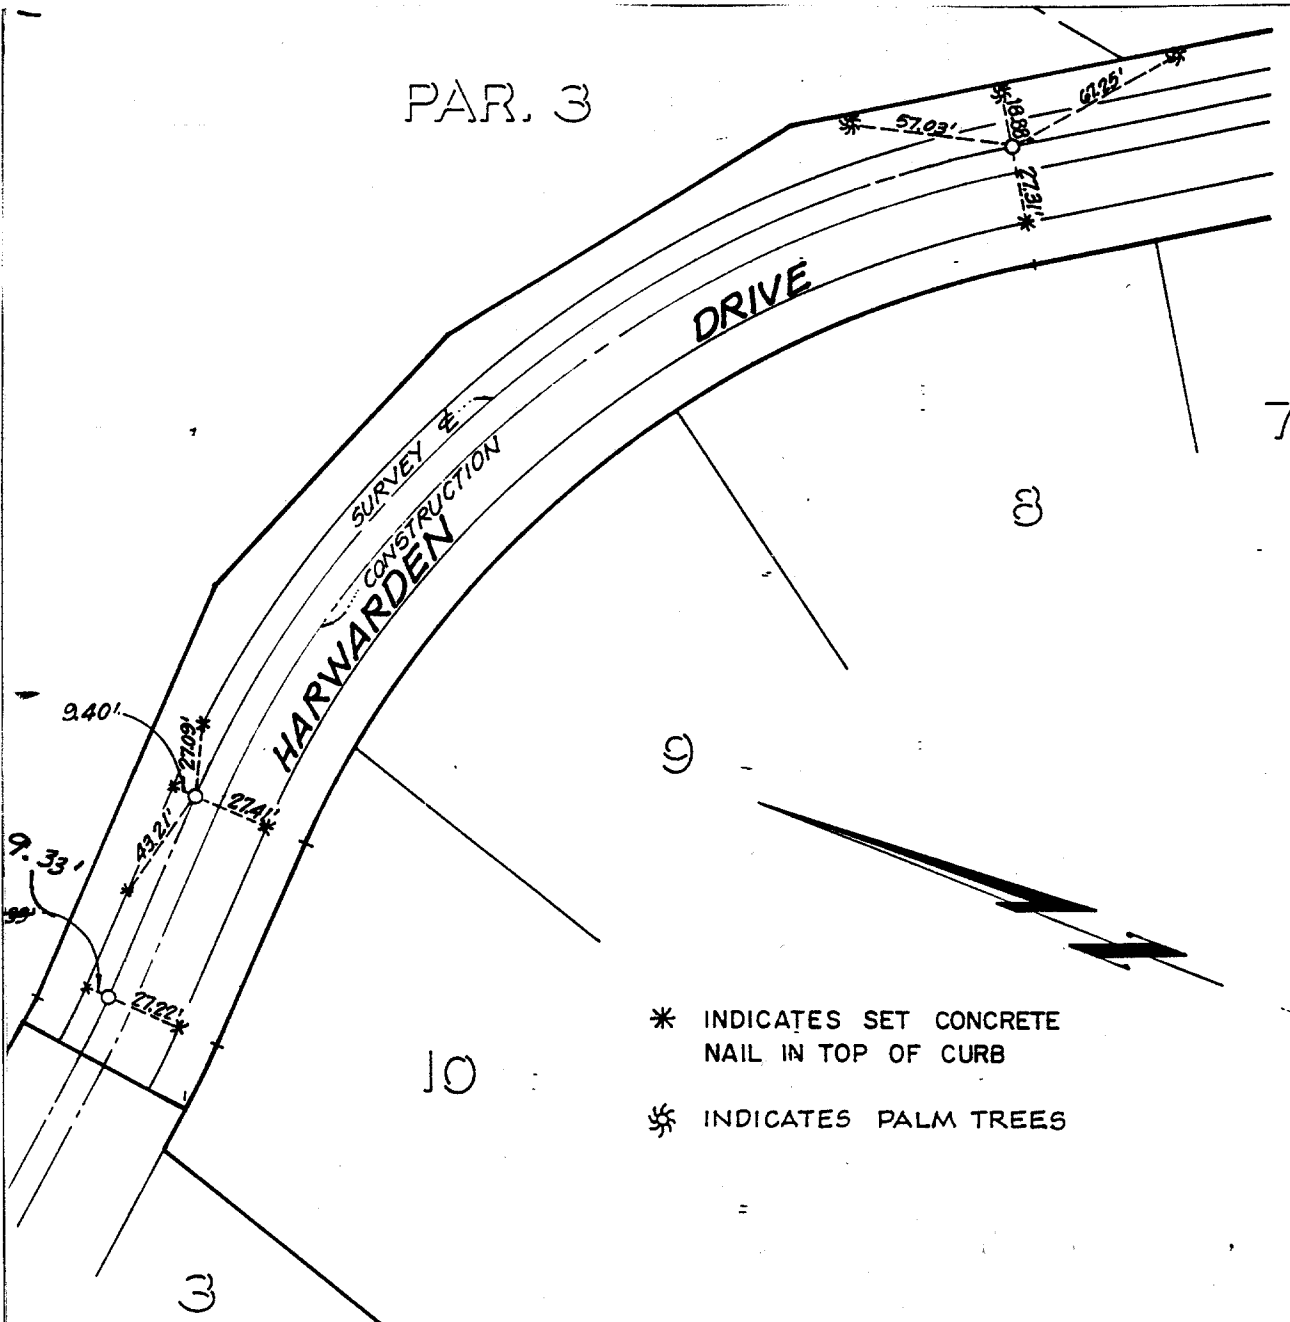 PAR. 3
57.03'
18.88'
67.25'
27.31'
DRIVE
7
8
SURVEY ℄
CONSTRUCTION
HARWARDEN
9.40'
27.09'
27.41'
43.21'
9
9.33'
27.22'
10
INDICATES SET CONCRETE
NAIL IN TOP OF CURB
INDICATES PALM TREES
3